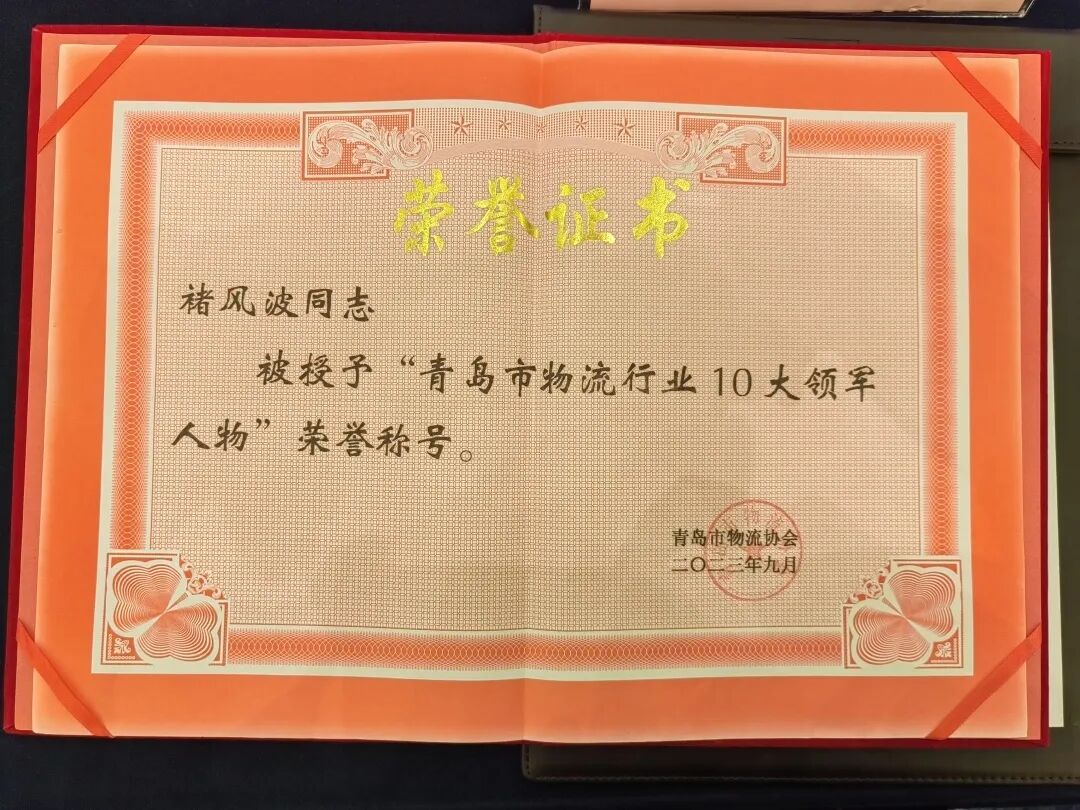 荣誉证书
褚风波同志
被授予“青岛市物流行业10大领军
人物”荣誉称号。
青岛市物流协会
二〇二三年九月